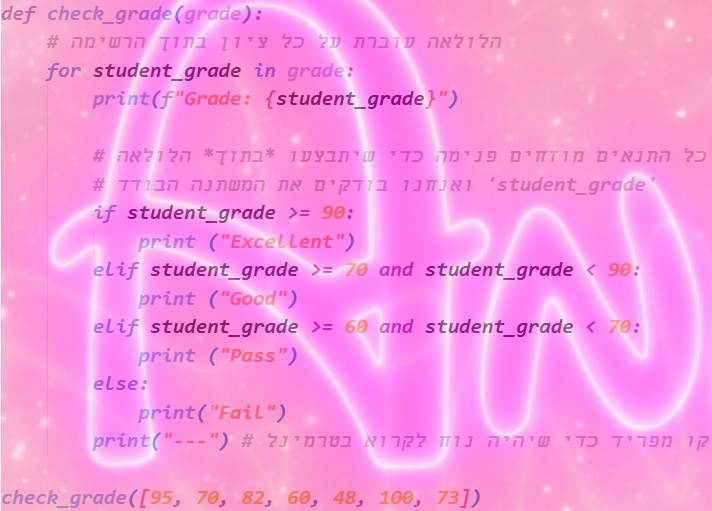 def check_grade(grade):
    # הלולאה עוברת על כל ציון בתוך הרשימה
    for student_grade in grade:
        print(f"Grade: {student_grade}")
        # כל התנאים מוזחים פנימה כדי שיתבצעו *בתוך* הלולאה
        # ואנחנו בודקים את המשתנה הבודד 'student_grade'
        if student_grade >= 90:
            print ("Excellent")
        elif student_grade >= 70 and student_grade < 90:
            print ("Good")
        elif student_grade >= 60 and student_grade < 70:
            print ("Pass")
        else:
            print("Fail")
        print("---") # קו מפריד כדי שיהיה נוח לקרוא בטרמינל
check_grade([95, 70, 82, 60, 48, 100, 73])